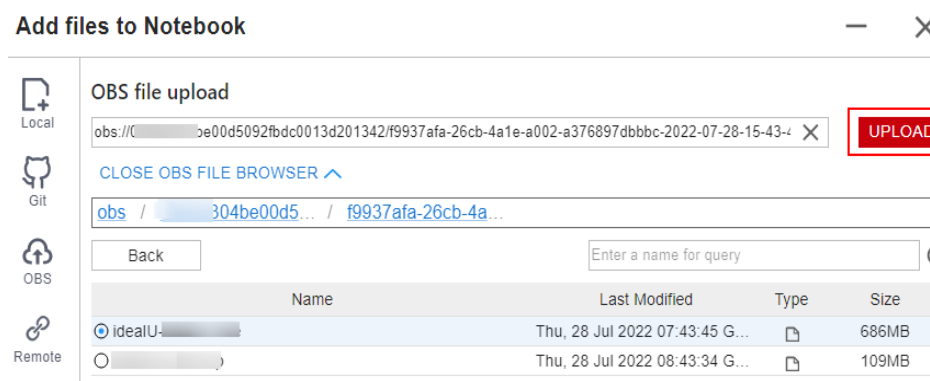 Add files to Notebook
Local
Git
OBS
Remote
OBS file upload
obs://0 be00d5092fbdc0013d201342/f9937afa-26cb-4a1e-a002-a376897dbbbc-2022-07-28-15-43-4
UPLOAD
CLOSE OBS FILE BROWSER
obs / 304be00d5... / f9937afa-26cb-4a...
Back
Enter a name for query
Name Last Modified Type Size
idealU- Thu, 28 Jul 2022 07:43:45 G... 686MB
Thu, 28 Jul 2022 08:43:34 G... 109MB